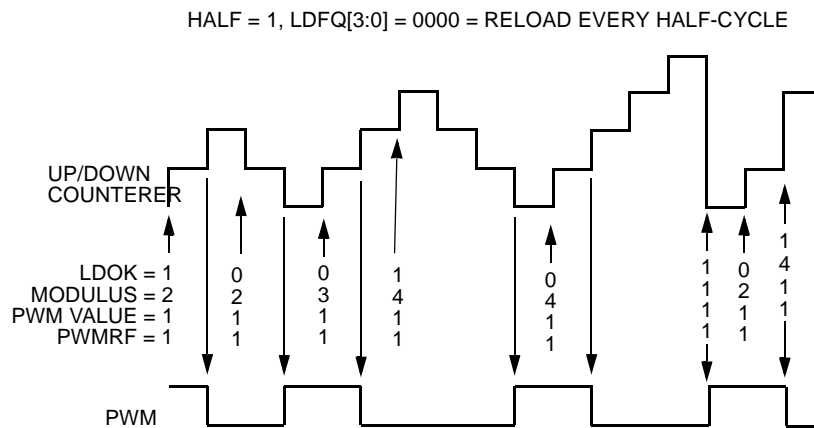 HALF = 1, LDFQ[3:0] = 0000 = RELOAD EVERY HALF-CYCLE
UP/DOWN
COUNTERER
LDOK = 1 0 0 1 0 1 0 1
MODULUS = 2 2 3 4 4 1 2 4
PWM VALUE = 1 1 1 1 1 1 1 1
PWMRF = 1 1 1 1 1 1 1 1
PWM